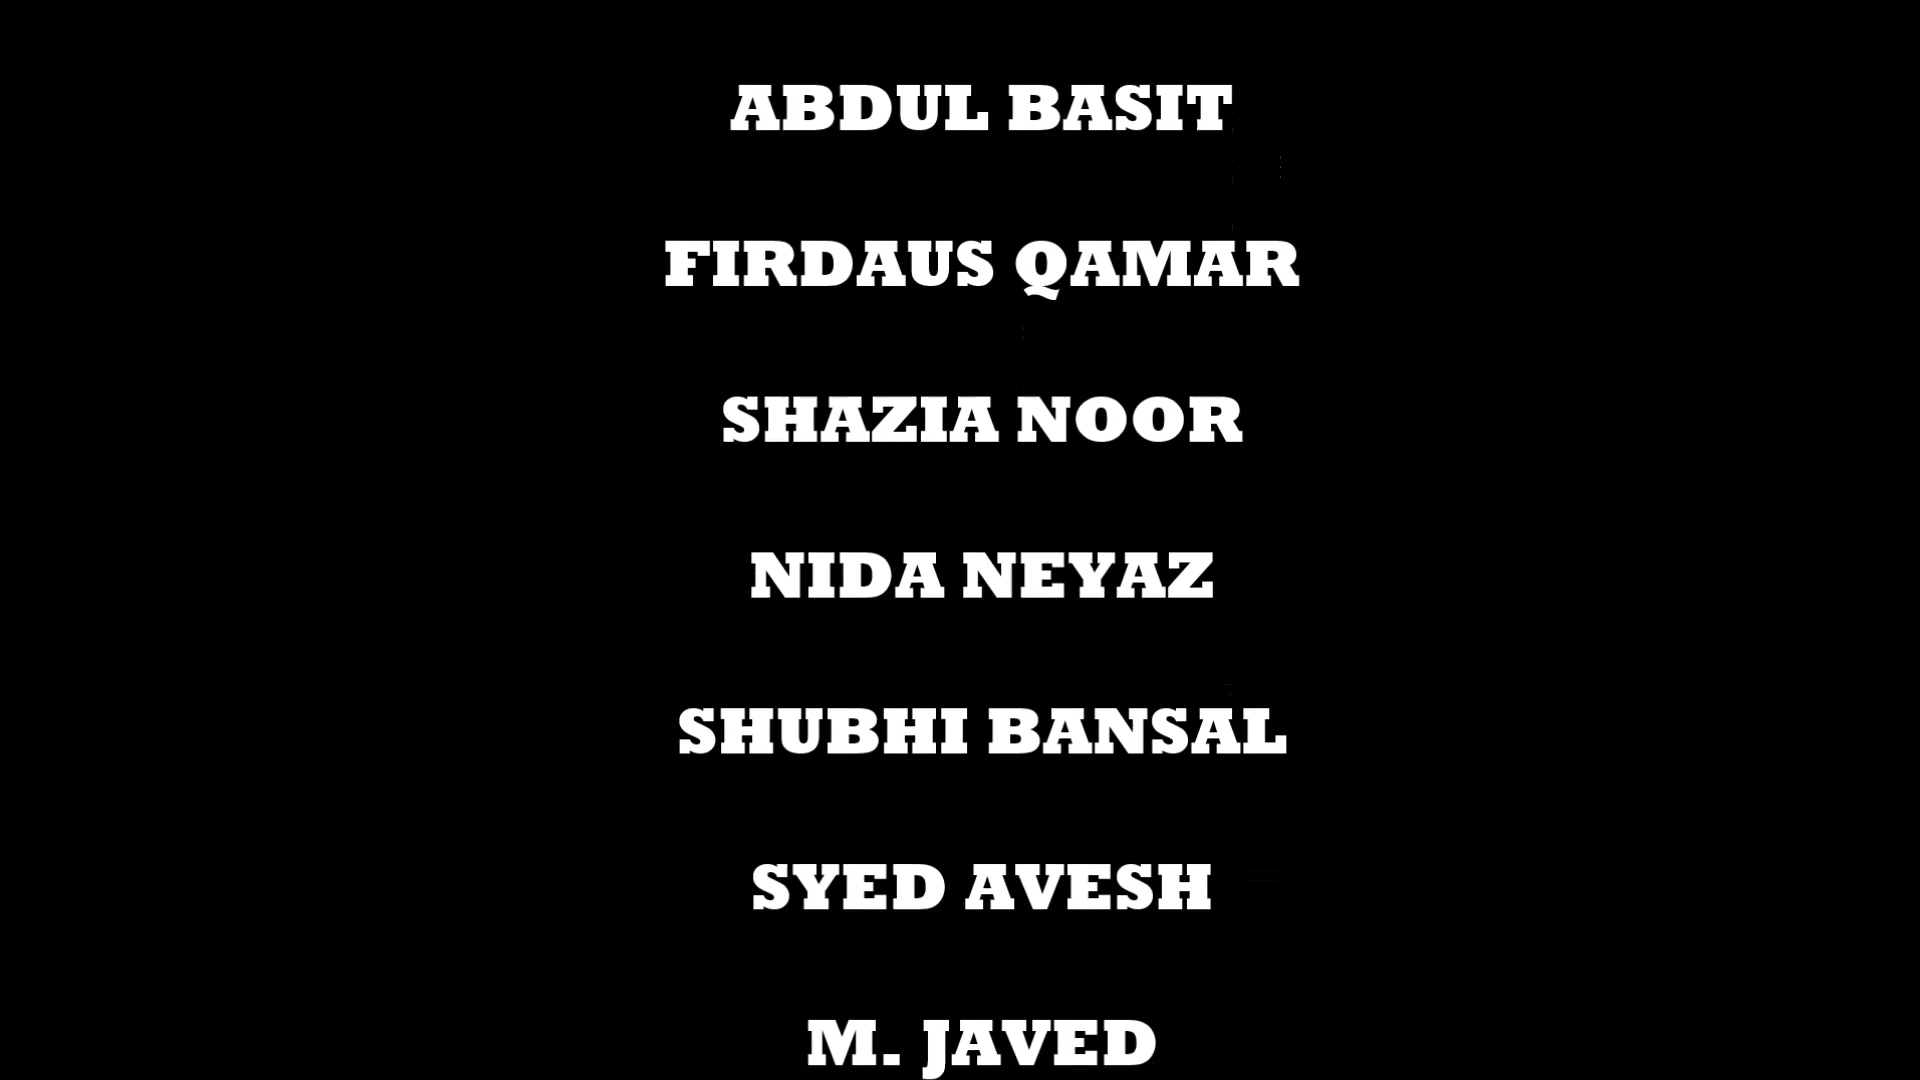 ABDUL BASIT
FIRDAUS QAMAR
SHAZIA NOOR
NIDA NEYAZ
SHUBHI BANSAL
SYED AVESH
M. JAVED